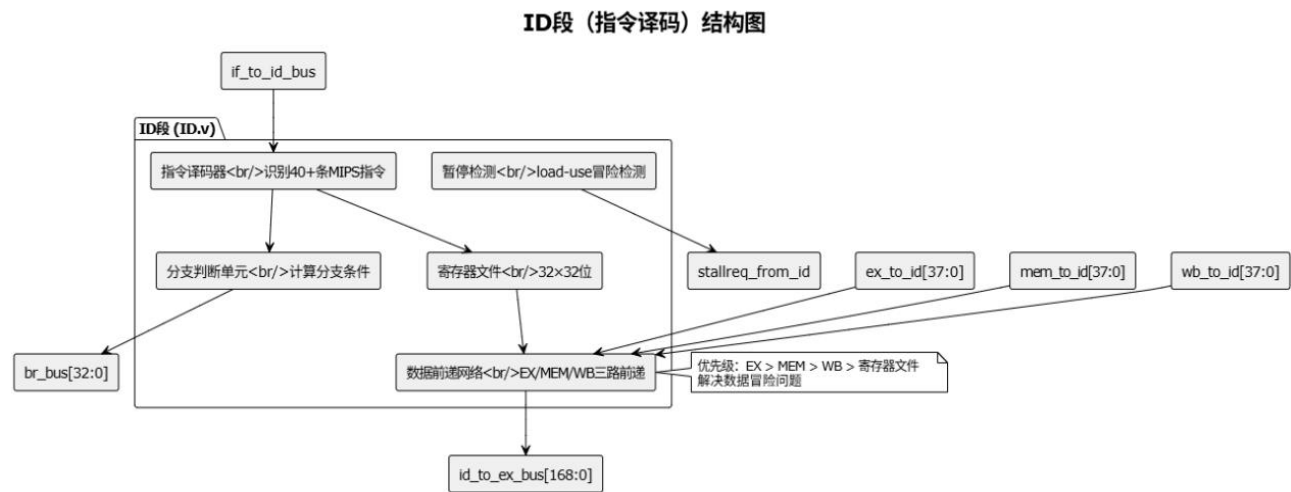 ID段（指令译码）结构图
if_to_id_bus
ID段 (ID.v)
指令译码器<br/>识别40+条MIPS指令
暂停检测<br/>load-use冒险检测
分支判断单元<br/>计算分支条件
寄存器文件<br/>32×32位
stallreq_from_id
ex_to_id[37:0]
mem_to_id[37:0]
wb_to_id[37:0]
br_bus[32:0]
数据前递网络<br/>EX/MEM/WB三路前递
优先级：EX > MEM > WB > 寄存器文件
解决数据冒险问题
id_to_ex_bus[168:0]